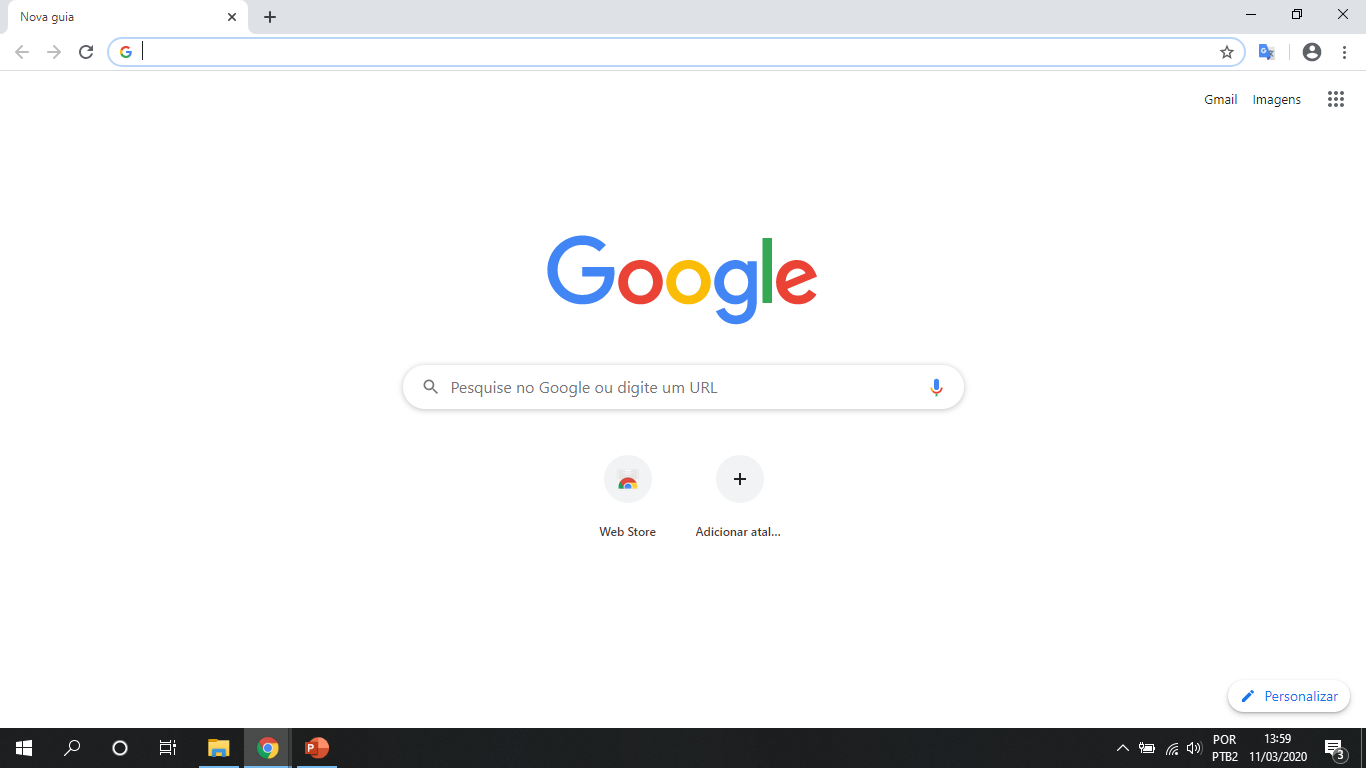 Nova guia
Gmail Imagens
Google
Pesquise no Google ou digite um URL
Web Store Adicionar atal...
Personalizar
POR 13:59
PTB2 11/03/2020
3